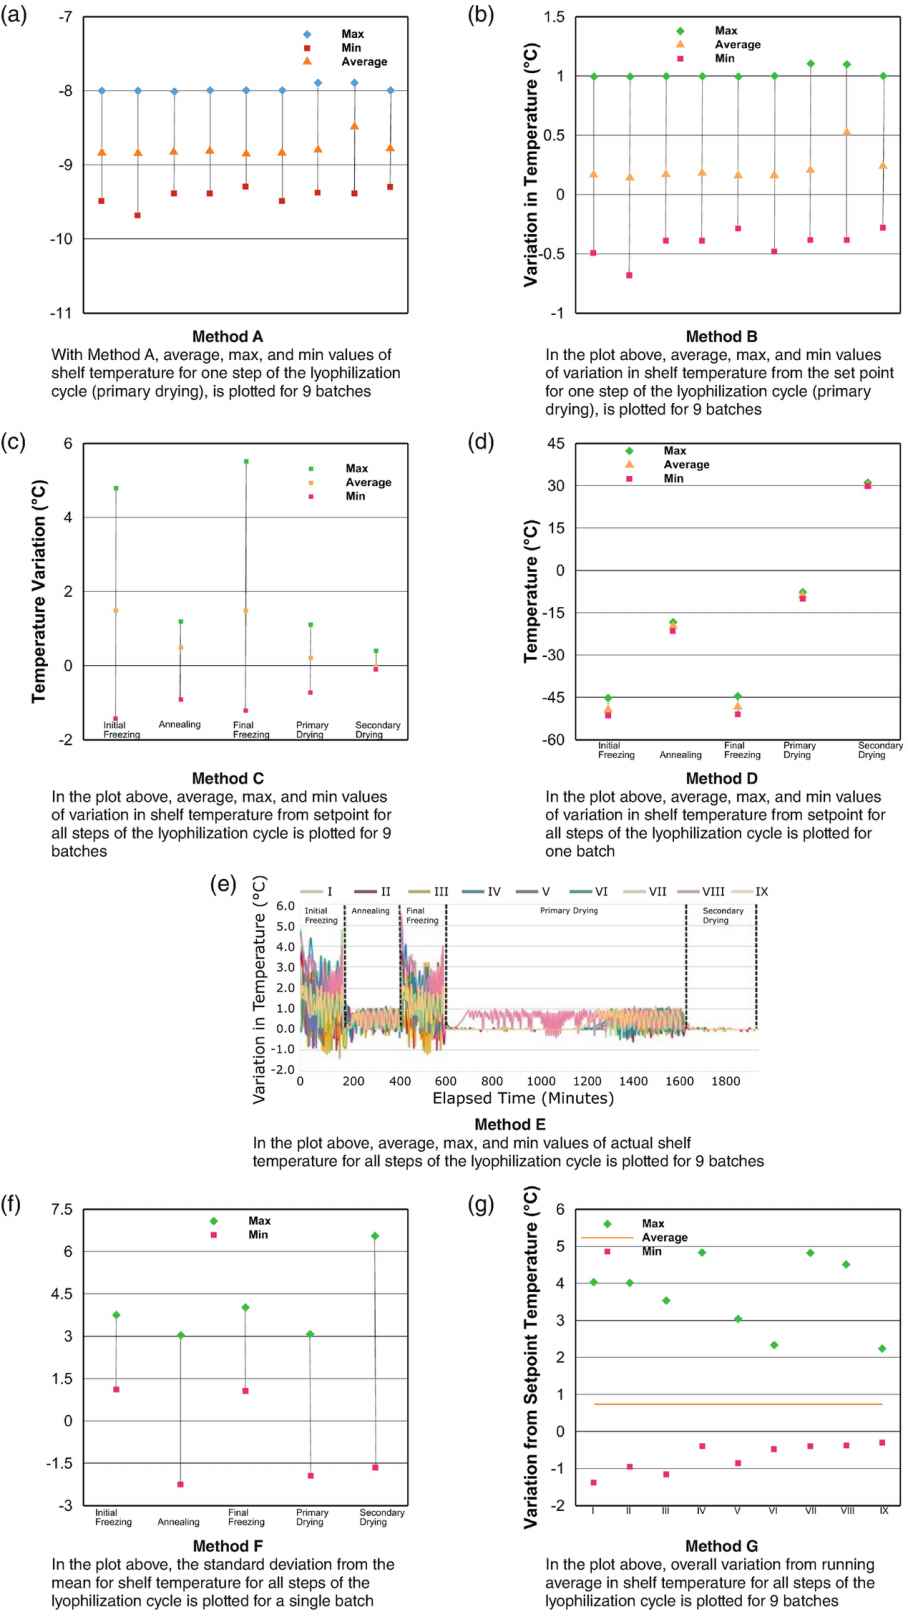 (a)
-7
-8
-9
-10
-11
Max
Min
Average
Method A
With Method A, average, max, and min values of
shelf temperature for one step of the lyophilization
cycle (primary drying), is plotted for 9 batches
(b)
Variation in Temperature (°C)
1.5
1
0.5
0
-0.5
-1
Max
Average
Min
Method B
In the plot above, average, max, and min values
of variation in shelf temperature from the set point
for one step of the lyophilization cycle (primary
drying), is plotted for 9 batches
(c)
Temperature Variation (°C)
6
4
2
0
-2
Max
Average
Min
Initial
Freezing
Annealing
Final
Freezing
Primary
Drying
Secondary
Drying
Method C
In the plot above, average, max, and min values
of variation in shelf temperature from setpoint for
all steps of the lyophilization cycle is plotted for 9
batches
(d)
Temperature (°C)
45
30
15
0
-15
-30
-45
-60
Max
Average
Min
Initial
Freezing
Annealing
Final
Freezing
Primary
Drying
Secondary
Drying
Method D
In the plot above, average, max, and min values
of variation in shelf temperature from setpoint for
all steps of the lyophilization cycle is plotted for
one batch
(e)
Variation in Temperature (°C)
I II III IV V VI VII VIII IX
6.0
5.0
4.0
3.0
2.0
1.0
0.0
-1.0
-2.0
Initial
Freezing
Annealing
Final
Freezing
Primary Drying
Secondary
Drying
0 200 400 600 800 1000 1200 1400 1600 1800
Elapsed Time (Minutes)
Method E
In the plot above, average, max, and min values of actual shelf
temperature for all steps of the lyophilization cycle is plotted for 9 batches
(f)
7.5
6
4.5
3
1.5
0
-1.5
-3
Max
Min
Initial
Freezing
Annealing
Final
Freezing
Primary
Drying
Secondary
Drying
Method F
In the plot above, the standard deviation from the
mean for shelf temperature for all steps of the
lyophilization cycle is plotted for a single batch
(g)
Variation from Setpoint Temperature (°C)
6
5
4
3
2
1
0
-1
-2
Max
Average
Min
I II III IV V VI VII VIII IX
Method G
In the plot above, overall variation from running
average in shelf temperature for all steps of the
lyophilization cycle is plotted for 9 batches